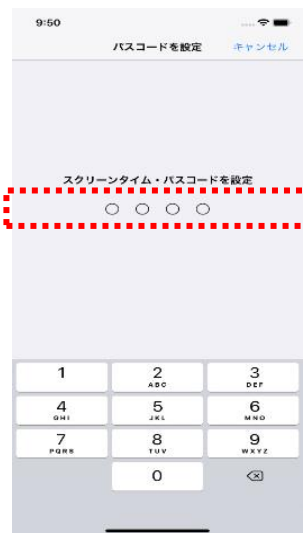 9:50
パスコードを設定 キャンセル
スクリーンタイム・パスコードを設定
1 2 3
ABC DEF
4 5 6
GHI JKL MNO
7 8 9
PQRS TUV WXYZ
0